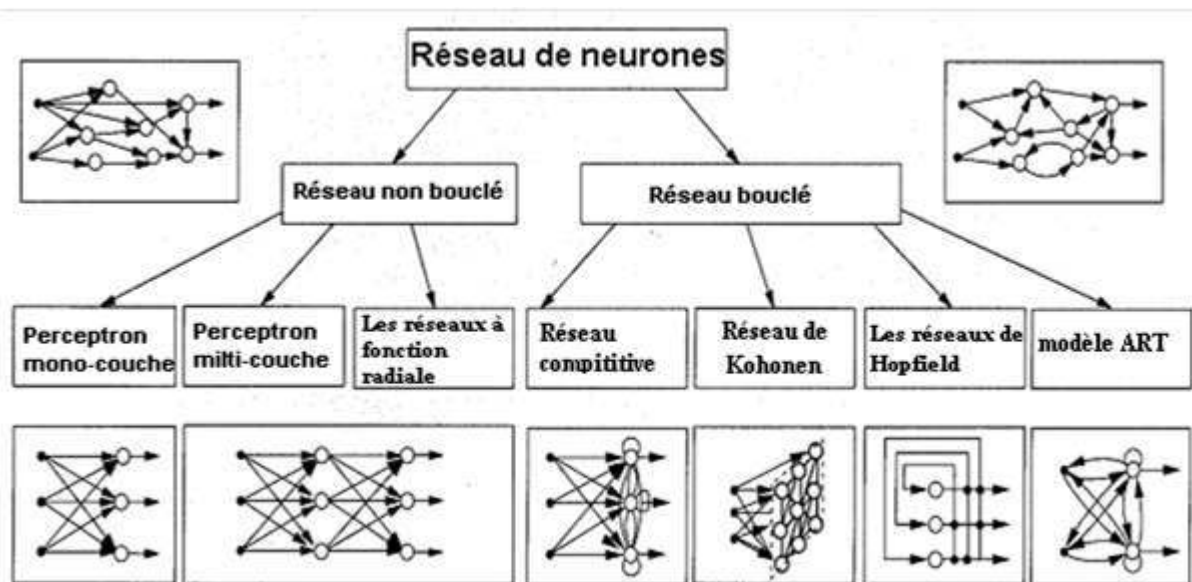 Réseau de neurones
Réseau non bouclé
Réseau bouclé
Perceptron
mono-couche
Perceptron
milti-couche
Les réseaux à
fonction
radiale
Réseau
compititive
Réseau de
Kohonen
Les réseaux de
Hopfield
modèle ART